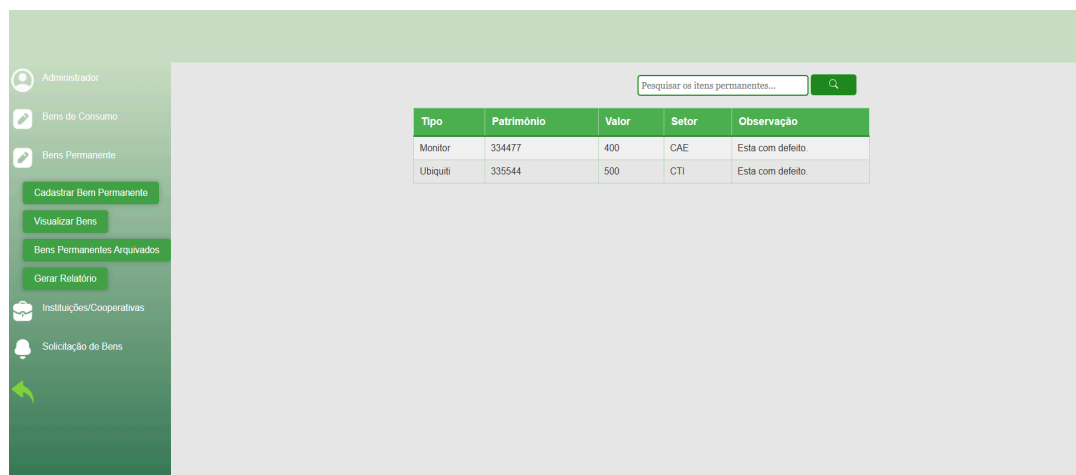 Administrador
Bens de Consumo
Bens Permanente
Cadastrar Bem Permanente
Visualizar Bens
Bens Permanentes Arquivados
Gerar Relatório
Instituições/Cooperativas
Solicitação de Bens
Pesquisar os itens permanentes...
Tipo Patrimônio Valor Setor Observação
Monitor 334477 400 CAE Esta com defeito.
Ubiquiti 335544 500 CTI Esta com defeito.